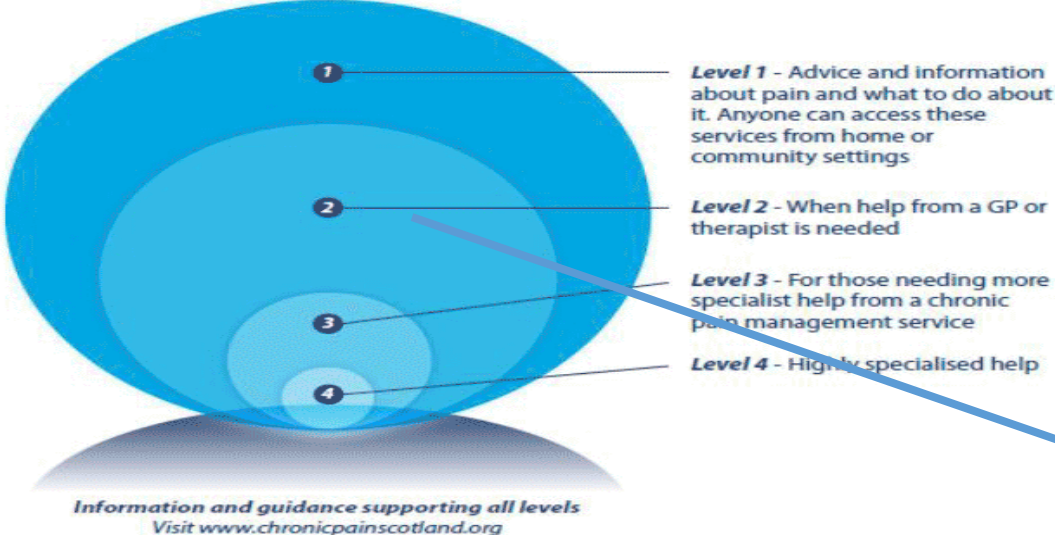 1
Level 1 - Advice and information
about pain and what to do about
it. Anyone can access these
services from home or
community settings
2
Level 2 - When help from a GP or
therapist is needed
Level 3 - For those needing more
specialist help from a chronic
pain management service
3
Level 4 - Highly specialised help
4
Information and guidance supporting all levels
Visit www.chronicpainscotland.org